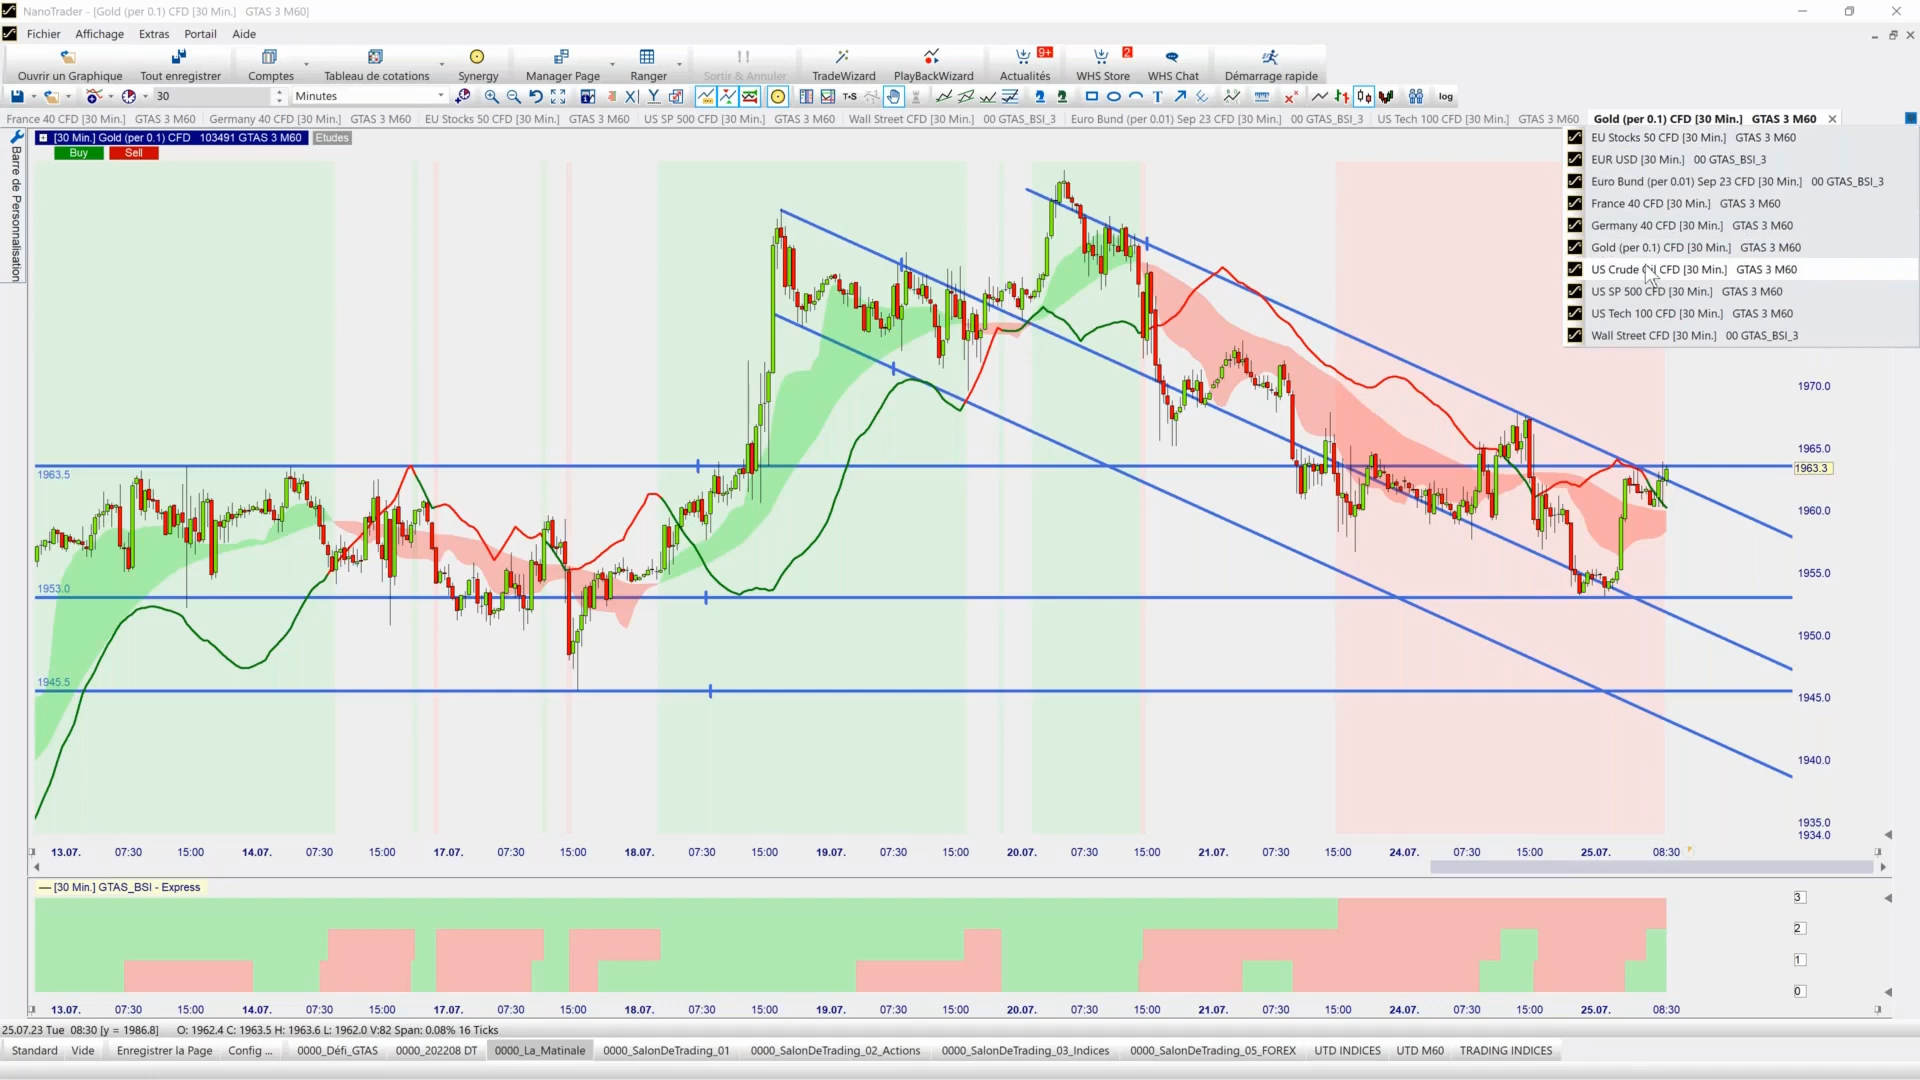 NanoTrader - [Gold (per 0.1) CFD [30 Min.] GTAS 3 M60]
Fichier Affichage Extras Portail Aide
9+ 2
Ouvrir un Graphique Tout enregistrer Comptes Tableau de cotations Synergy Manager Page Ranger Sortir & Annuler TradeWizard PlayBackWizard Actualités WHS Store WHS Chat Démarrage rapide
30 Minutes T+S log
France 40 CFD [30 Min.] GTAS 3 M60 Germany 40 CFD [30 Min.] GTAS 3 M60 EU Stocks 50 CFD [30 Min.] GTAS 3 M60 US SP 500 CFD [30 Min.] GTAS 3 M60 Wall Street CFD [30 Min.] 00 GTAS_BSI_3 Euro Bund (per 0.01) Sep 23 CFD [30 Min.] 00 GTAS_BSI_3 US Tech 100 CFD [30 Min.] GTAS 3 M60 Gold (per 0.1) CFD [30 Min.] GTAS 3 M60
[30 Min.] Gold (per 0.1) CFD 103491 GTAS 3 M60 Etudes
Buy Sell
Barre de Personnalisation
EU Stocks 50 CFD [30 Min.] GTAS 3 M60
EUR USD [30 Min.] 00 GTAS_BSI_3
Euro Bund (per 0.01) Sep 23 CFD [30 Min.] 00 GTAS_BSI_3
France 40 CFD [30 Min.] GTAS 3 M60
Germany 40 CFD [30 Min.] GTAS 3 M60
Gold (per 0.1) CFD [30 Min.] GTAS 3 M60
US Crude Oil CFD [30 Min.] GTAS 3 M60
US SP 500 CFD [30 Min.] GTAS 3 M60
US Tech 100 CFD [30 Min.] GTAS 3 M60
Wall Street CFD [30 Min.] 00 GTAS_BSI_3
1970.0
1965.0
1963.3
1963.5
1960.0
1955.0
1953.0
1950.0
1945.5
1945.0
1940.0
1935.0
1934.0
13.07. 07:30 15:00 14.07. 07:30 15:00 17.07. 07:30 15:00 18.07. 07:30 15:00 19.07. 07:30 15:00 20.07. 07:30 15:00 21.07. 07:30 15:00 24.07. 07:30 15:00 25.07. 08:30
[30 Min.] GTAS_BSI - Express
3
2
1
0
13.07. 07:30 15:00 14.07. 07:30 15:00 17.07. 07:30 15:00 18.07. 07:30 15:00 19.07. 07:30 15:00 20.07. 07:30 15:00 21.07. 07:30 15:00 24.07. 07:30 15:00 25.07. 08:30
25.07.23 Tue 08:30 [y = 1986.8] O: 1962.4 C: 1963.5 H: 1963.6 L: 1962.0 V:82 Span: 0.08% 16 Ticks
Standard Vide Enregistrer la Page Config ... 0000_Défi_GTAS 0000_202208 DT 0000_La_Matinale 0000_SalonDeTrading_01 0000_SalonDeTrading_02_Actions 0000_SalonDeTrading_03_Indices 0000_SalonDeTrading_05_FOREX UTD INDICES UTD M60 TRADING INDICES